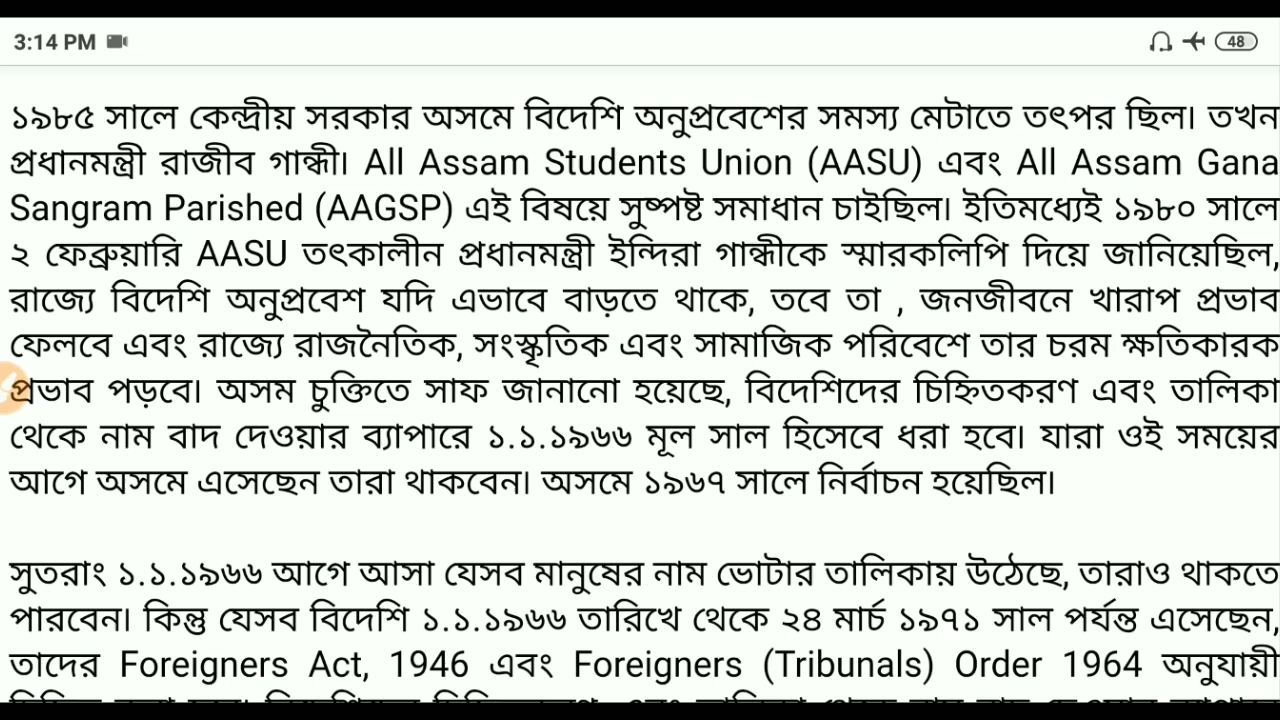 3:14 PM
48
১৯৮৫ সালে কেন্দ্রীয় সরকার অসমে বিদেশি অনুপ্রবেশের সমস্য মেটাতে তৎপর ছিল। তখন
প্রধানমন্ত্রী রাজীব গান্ধী। All Assam Students Union (AASU) এবং All Assam Gana
Sangram Parished (AAGSP) এই বিষয়ে সুষ্পষ্ট সমাধান চাইছিল। ইতিমধ্যেই ১৯৮০ সালে
২ ফেব্রুয়ারি AASU তৎকালীন প্রধানমন্ত্রী ইন্দিরা গান্ধীকে স্মারকলিপি দিয়ে জানিয়েছিল,
রাজ্যে বিদেশি অনুপ্রবেশ যদি এভাবে বাড়তে থাকে, তবে তা , জনজীবনে খারাপ প্রভাব
ফেলবে এবং রাজ্যে রাজনৈতিক, সংস্কৃতিক এবং সামাজিক পরিবেশে তার চরম ক্ষতিকারক
প্রভাব পড়বে। অসম চুক্তিতে সাফ জানানো হয়েছে, বিদেশিদের চিহ্নিতকরণ এবং তালিকা
থেকে নাম বাদ দেওয়ার ব্যাপারে ১.১.১৯৬৬ মূল সাল হিসেবে ধরা হবে। যারা ওই সময়ের
আগে অসমে এসেছেন তারা থাকবেন। অসমে ১৯৬৭ সালে নির্বাচন হয়েছিল।
সুতরাং ১.১.১৯৬৬ আগে আসা যেসব মানুষের নাম ভোটার তালিকায় উঠেছে, তারাও থাকতে
পারবেন। কিন্তু যেসব বিদেশি ১.১.১৯৬৬ তারিখে থেকে ২৪ মার্চ ১৯৭১ সাল পর্যন্ত এসেছেন,
তাদের Foreigners Act, 1946 এবং Foreigners (Tribunals) Order 1964 অনুযায়ী